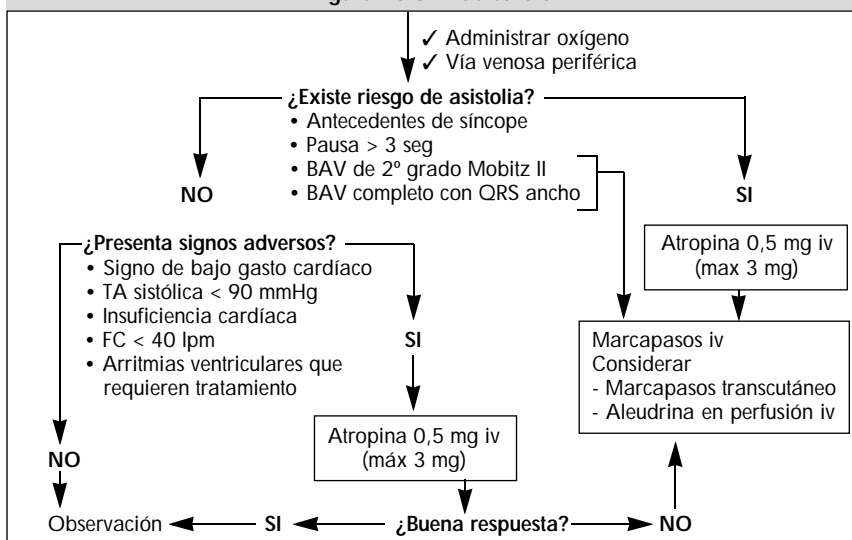 ✓ Administrar oxígeno
✓ Vía venosa periférica
¿Existe riesgo de asistolia?
• Antecedentes de síncope
• Pausa > 3 seg
• BAV de 2º grado Mobitz II
• BAV completo con QRS ancho
NO
SI
¿Presenta signos adversos?
• Signo de bajo gasto cardíaco
• TA sistólica < 90 mmHg
• Insuficiencia cardíaca
• FC < 40 lpm
• Arritmias ventriculares que
requieren tratamiento
SI
Atropina 0,5 mg iv
(max 3 mg)
Marcapasos iv
Considerar
- Marcapasos transcutáneo
- Aleudrina en perfusión iv
Atropina 0,5 mg iv
(máx 3 mg)
NO
Observación
SI
¿Buena respuesta?
NO